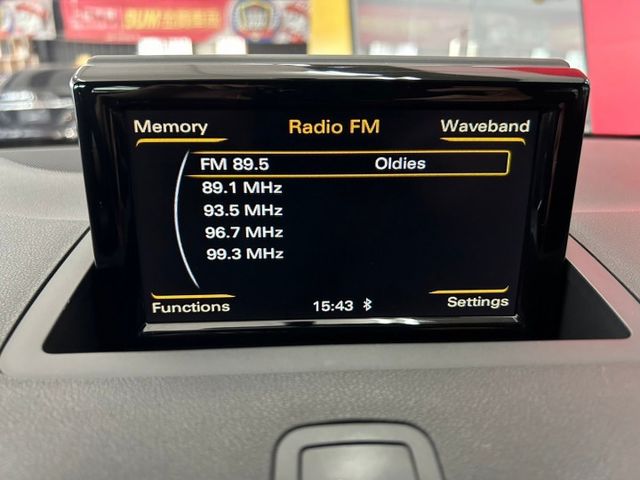 SUN
Memory Radio FM Waveband
FM 89.5 Oldies
89.1 MHz
93.5 MHz
96.7 MHz
99.3 MHz
Functions 15:43 Settings